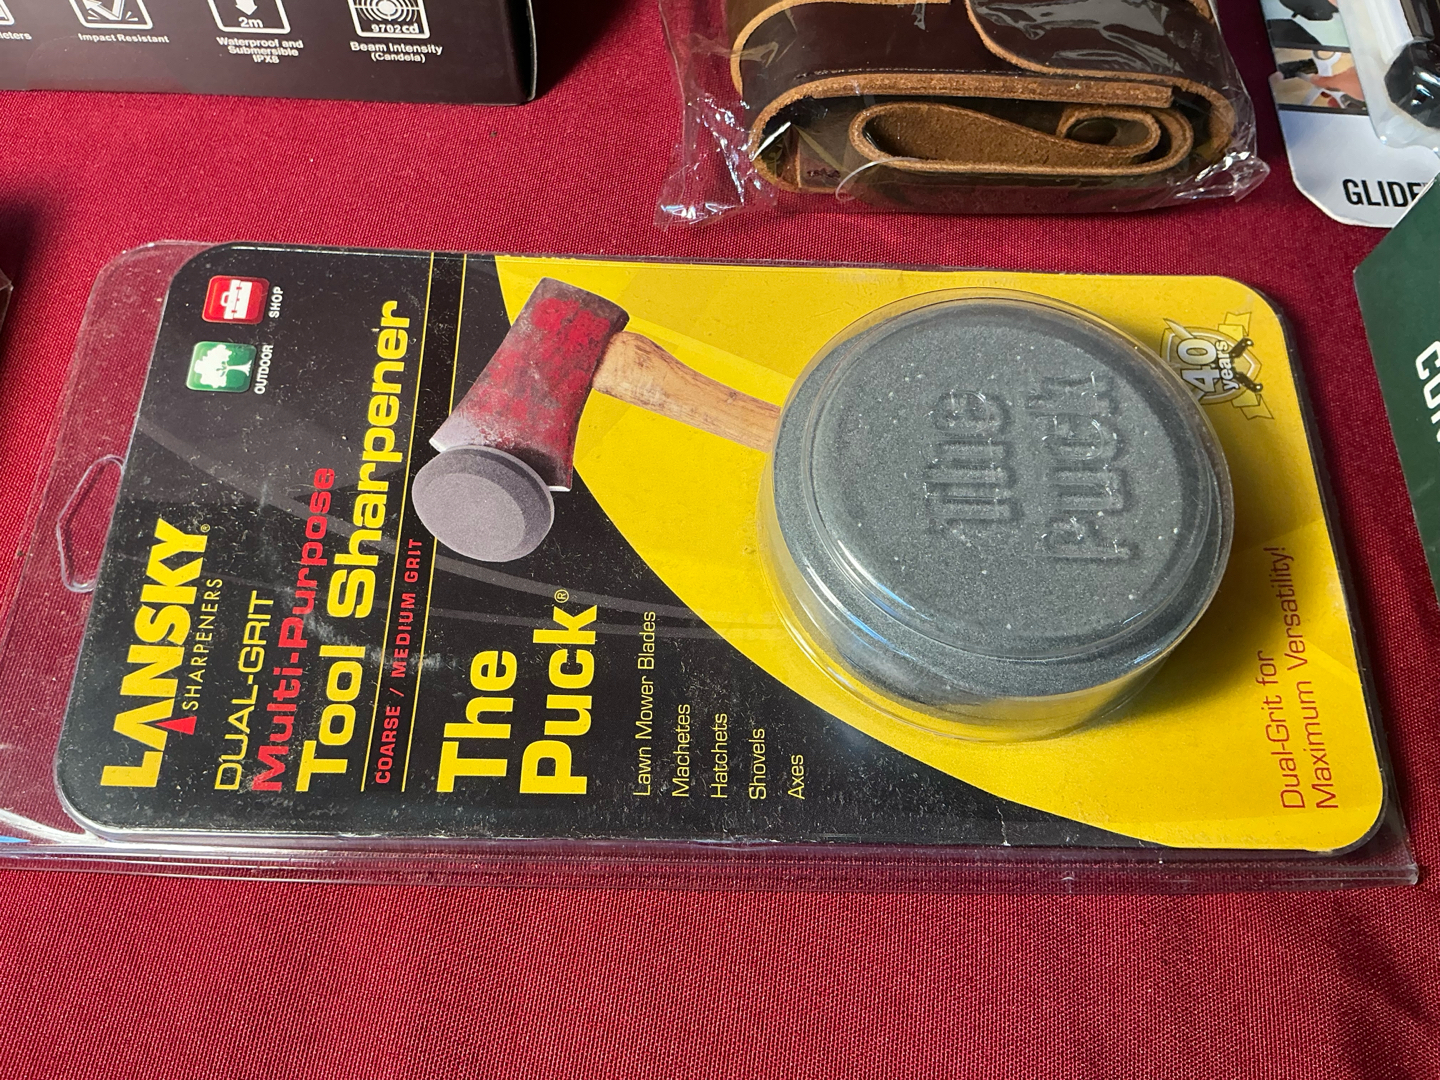 Impact Resistant
2m
Waterproof and
Submersible
IPX8
9702cd
Beam Intensity
(Candela)
SHOP
OUTDOOR
LANSKY®
SHARPENERS
DUAL-GRIT
Multi-Purpose
Tool Sharpener
COARSE / MEDIUM GRIT
The
Puck®
Lawn Mower Blades
Machetes
Hatchets
Shovels
Axes
The
Puck
40
years
Dual-Grit for
Maximum Versatility!